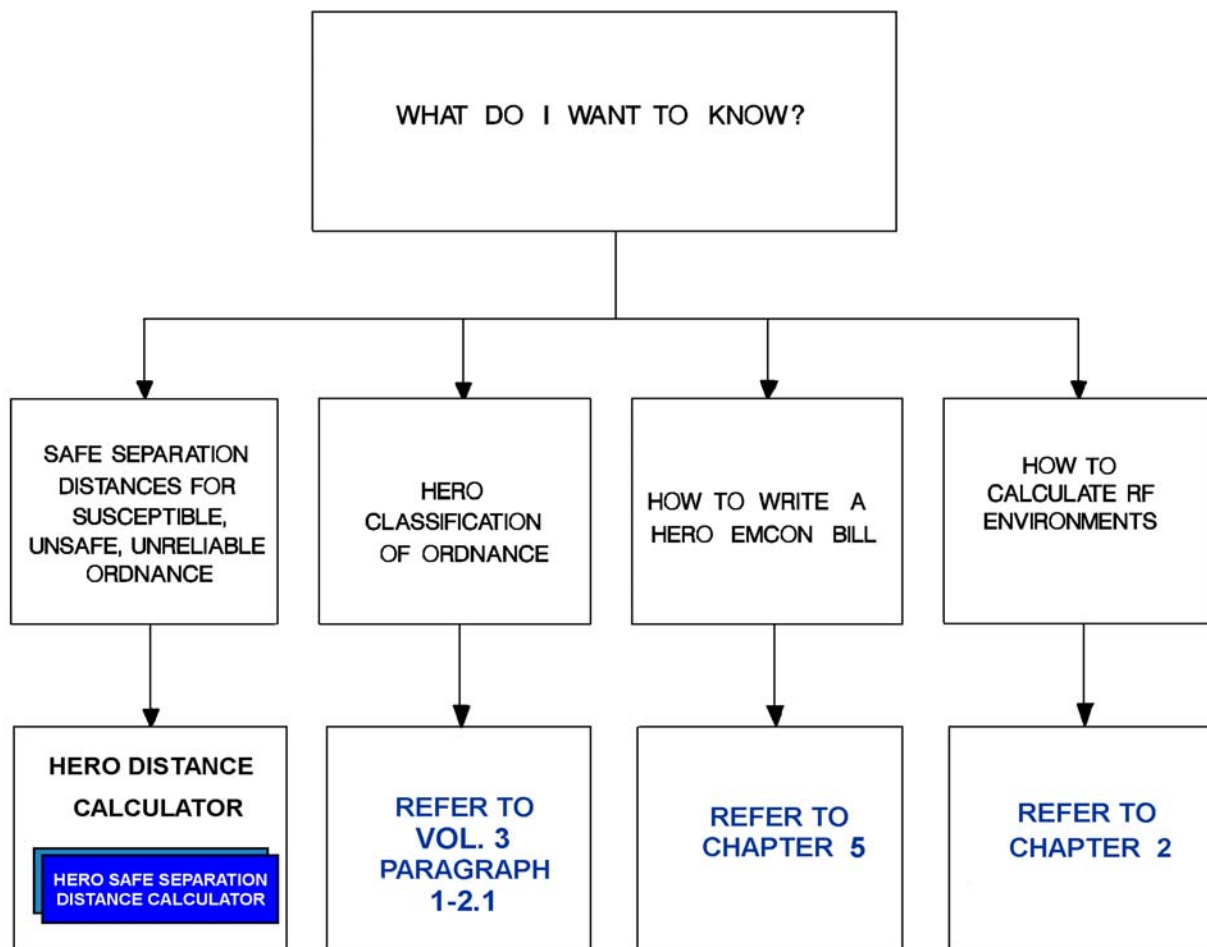 WHAT DO I WANT TO KNOW?
SAFE SEPARATION
DISTANCES FOR
SUSCEPTIBLE,
UNSAFE, UNRELIABLE
ORDNANCE
HERO
CLASSIFICATION
OF ORDNANCE
HOW TO WRITE A
HERO EMCON BILL
HOW TO
CALCULATE RF
ENVIRONMENTS
HERO DISTANCE
CALCULATOR
HERO SAFE SEPARATION
DISTANCE CALCULATOR
REFER TO
VOL. 3
PARAGRAPH
1-2.1
REFER TO
CHAPTER 5
REFER TO
CHAPTER 2